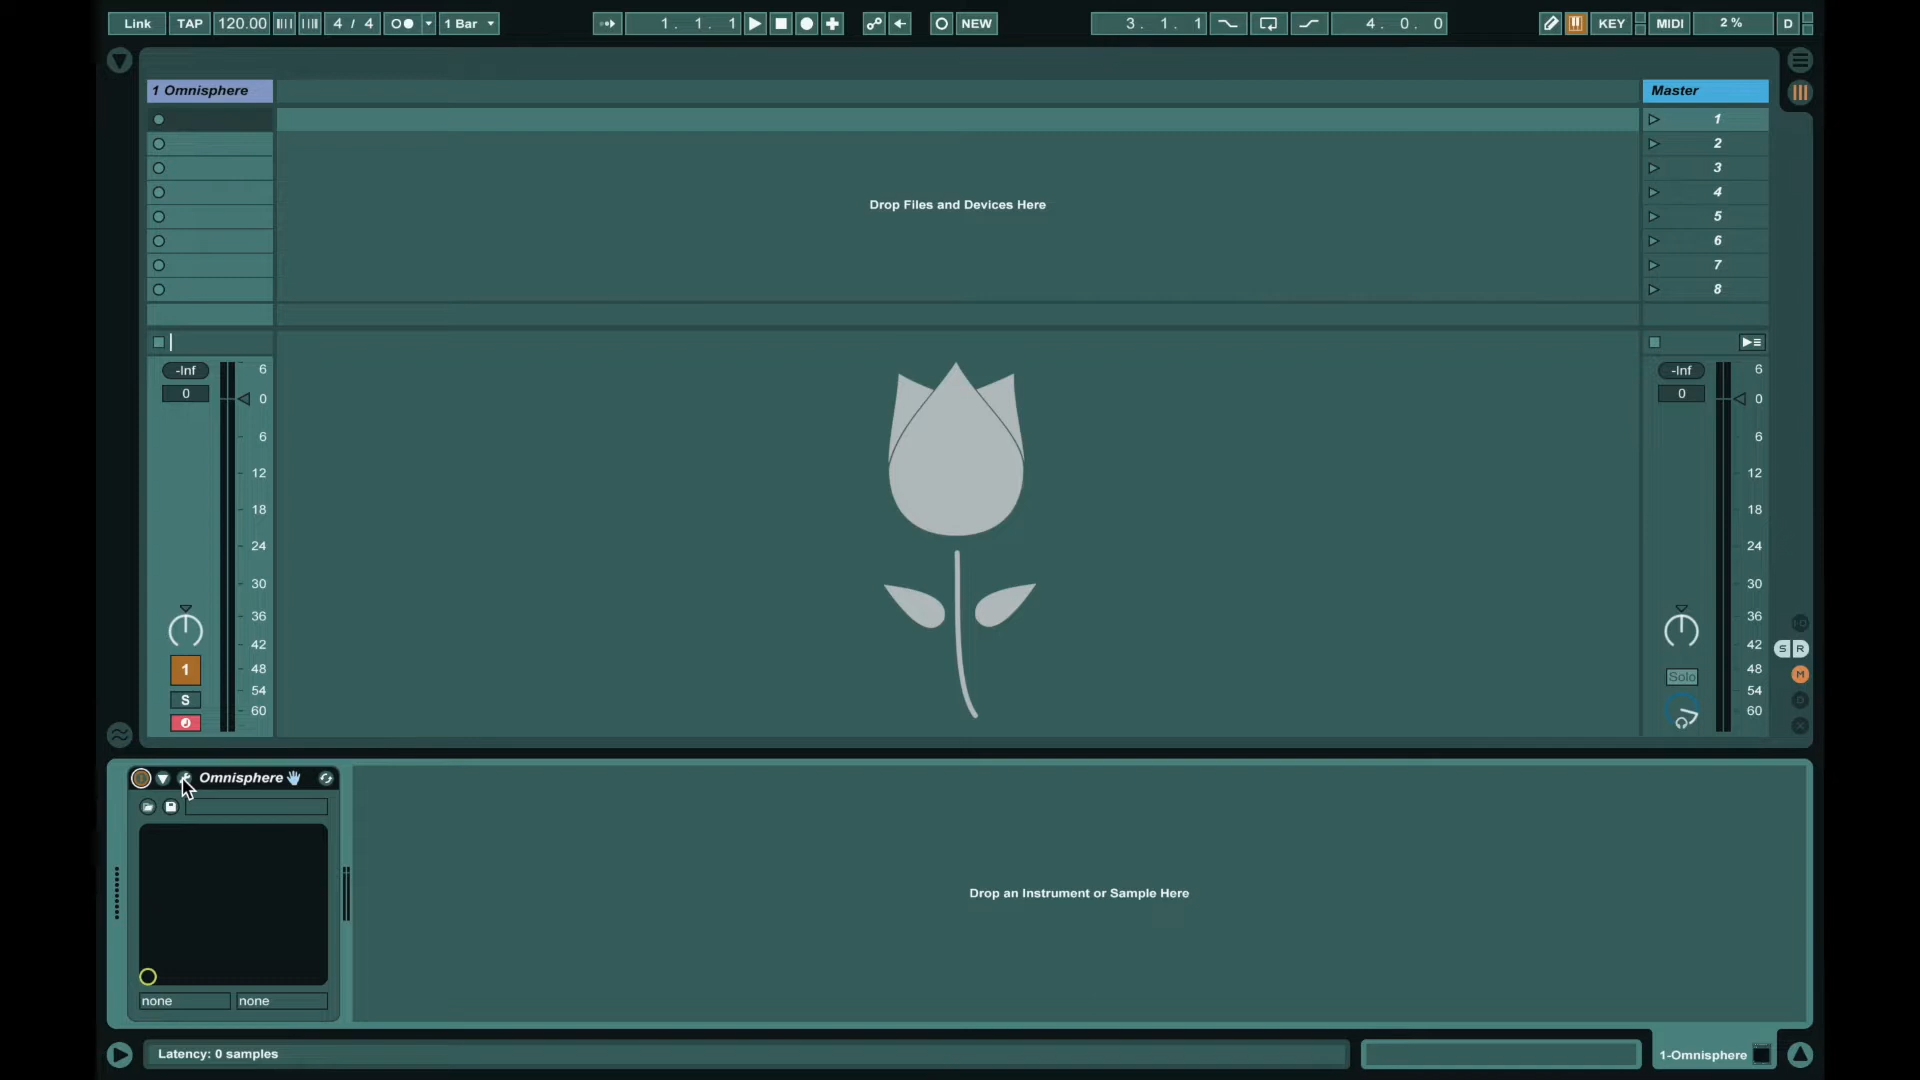 Link TAP 120.00 4 / 4 1 Bar 1. 1. 1 NEW 3. 1. 1 4. 0. 0 KEY MIDI 2 % D
1 Omnisphere Master
1
2
3
4
5
6
7
8
Drop Files and Devices Here
-Inf 6 -Inf 6
0 0 0 0
6 6
12 12
18 18
24 24
30 30
36 36
42 42 S R
1 48 Solo 48 M
S 54 54 D
60 60 X
Omnisphere
none none
Drop an Instrument or Sample Here
Latency: 0 samples 1-Omnisphere